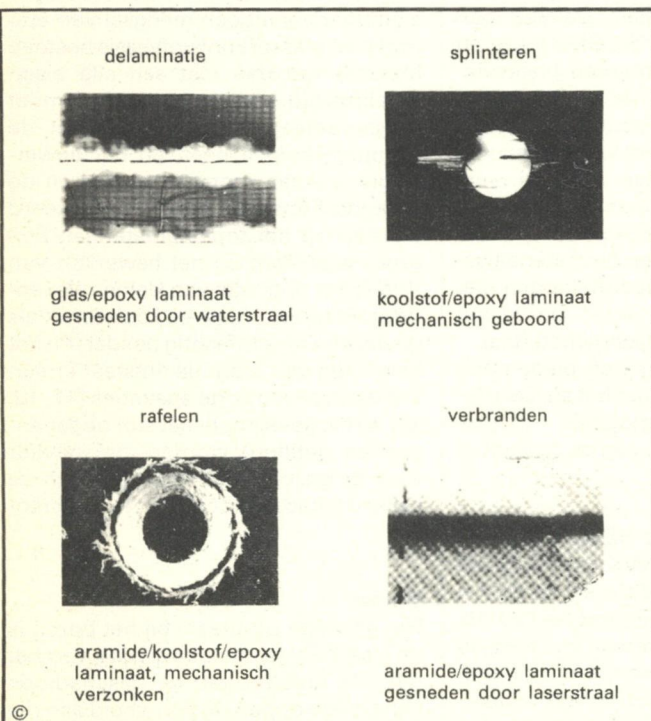 delaminatie
splinteren
glas/epoxy laminaat
gesneden door waterstraal
koolstof/epoxy laminaat
mechanisch geboord
rafelen
verbranden
aramide/koolstof/epoxy
laminaat, mechanisch
verzonken
aramide/epoxy laminaat
gesneden door laserstraal
©